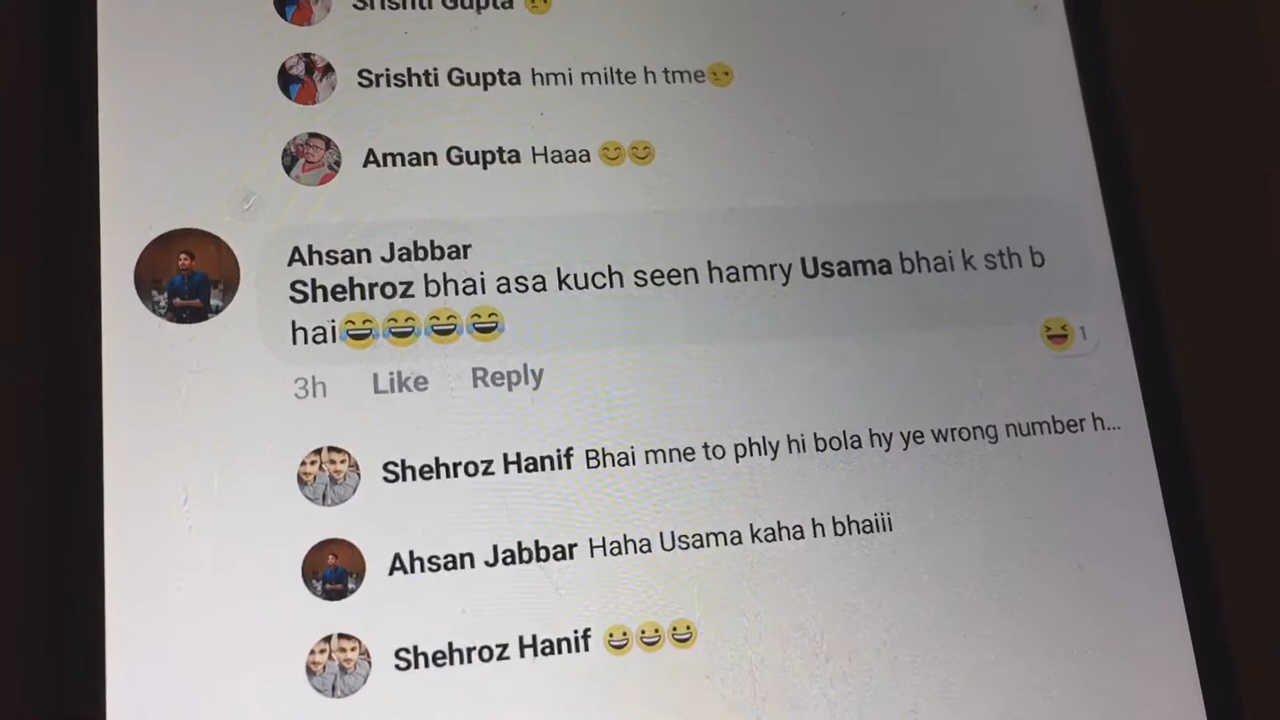 Srishti Gupta 😒
Srishti Gupta hmi milte h tme😒
Aman Gupta Haaa 😊😊
Ahsan Jabbar
Shehroz bhai asa kuch seen hamry Usama bhai k sth b
hai😂😂😂😂
😆 1
3h Like Reply
Shehroz Hanif Bhai mne to phly hi bola hy ye wrong number h...
Ahsan Jabbar Haha Usama kaha h bhaiii
Shehroz Hanif 😀😀😀